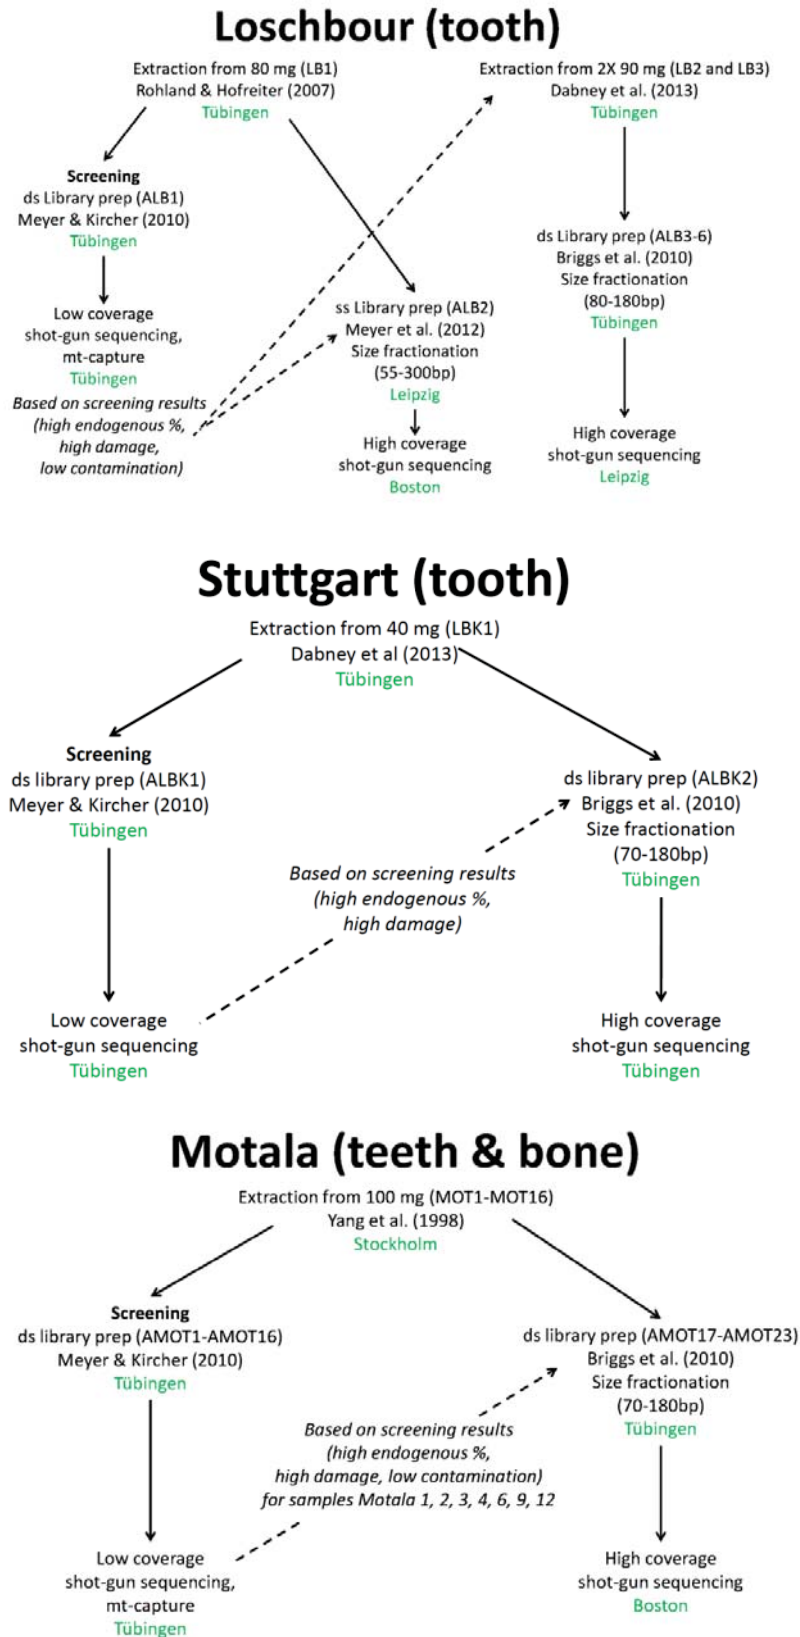 Loschbour (tooth)
Extraction from 80 mg (LB1)
Rohland & Hofreiter (2007)
Tübingen
Extraction from 2X 90 mg (LB2 and LB3)
Dabney et al. (2013)
Tübingen
Screening
ds Library prep (ALB1)
Meyer & Kircher (2010)
Tübingen
ds Library prep (ALB3-6)
Briggs et al. (2010)
Size fractionation
(80-180bp)
Tübingen
ss Library prep (ALB2)
Meyer et al. (2012)
Size fractionation
(55-300bp)
Leipzig
Low coverage
shot-gun sequencing,
mt-capture
Tübingen
Based on screening results
(high endogenous %,
high damage,
low contamination)
High coverage
shot-gun sequencing
Boston
High coverage
shot-gun sequencing
Leipzig
Stuttgart (tooth)
Extraction from 40 mg (LBK1)
Dabney et al (2013)
Tübingen
Screening
ds library prep (ALBK1)
Meyer & Kircher (2010)
Tübingen
ds library prep (ALBK2)
Briggs et al. (2010)
Size fractionation
(70-180bp)
Tübingen
Based on screening results
(high endogenous %,
high damage)
Low coverage
shot-gun sequencing
Tübingen
High coverage
shot-gun sequencing
Tübingen
Motala (teeth & bone)
Extraction from 100 mg (MOT1-MOT16)
Yang et al. (1998)
Stockholm
Screening
ds library prep (AMOT1-AMOT16)
Meyer & Kircher (2010)
Tübingen
ds library prep (AMOT17-AMOT23)
Briggs et al. (2010)
Size fractionation
(70-180bp)
Tübingen
Based on screening results
(high endogenous %,
high damage, low contamination)
for samples Motala 1, 2, 3, 4, 6, 9, 12
Low coverage
shot-gun sequencing,
mt-capture
Tübingen
High coverage
shot-gun sequencing
Boston